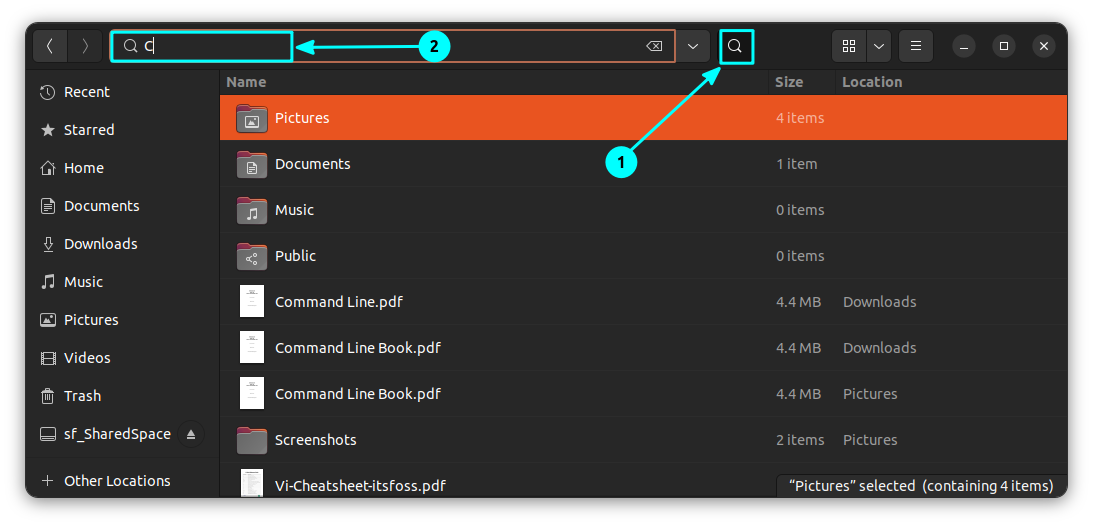 C
2
1
Name Size Location
Recent
Starred
Home
Documents
Downloads
Music
Pictures
Videos
Trash
sf_SharedSpace
Other Locations
Pictures 4 items
Documents 1 item
Music 0 items
Public 0 items
Command Line.pdf 4.4 MB Downloads
Command Line Book.pdf 4.4 MB Downloads
Command Line Book.pdf 4.4 MB Pictures
Screenshots 2 items Pictures
Vi-Cheatsheet-itsfoss.pdf
“Pictures” selected (containing 4 items)